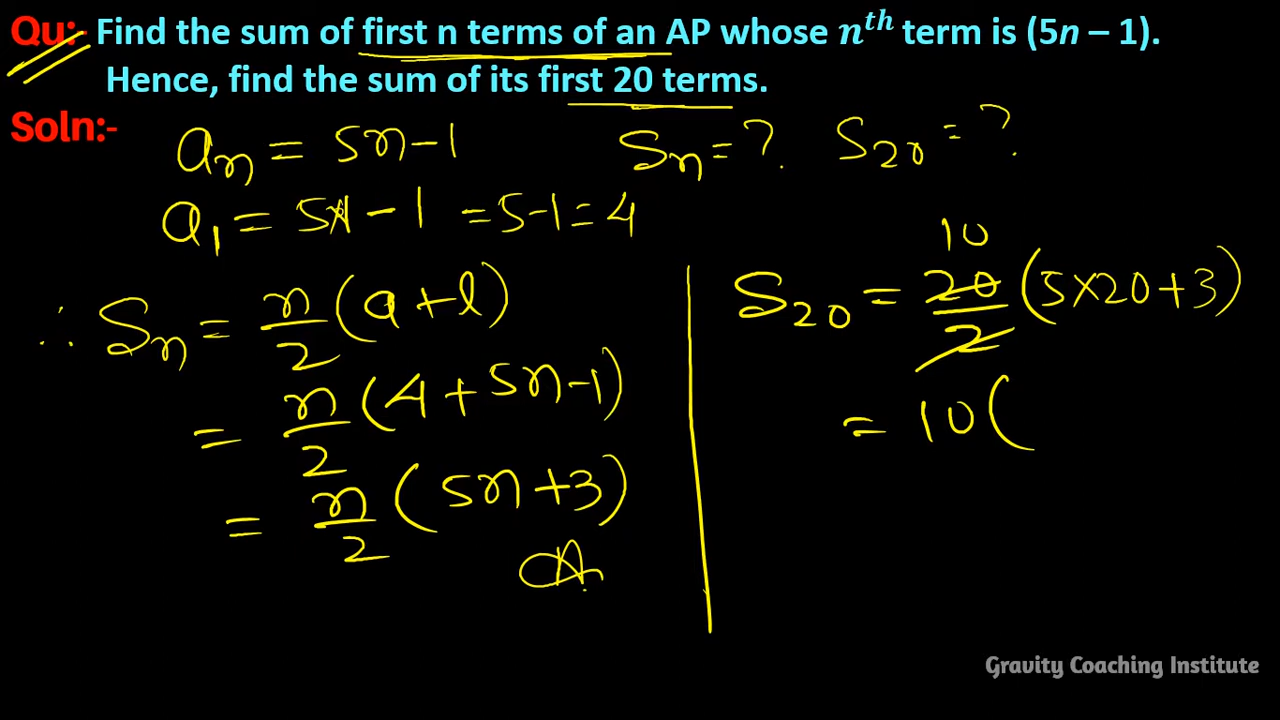 Qu:- Find the sum of first n terms of an AP whose nᵗʰ term is (5n – 1).
Hence, find the sum of its first 20 terms.
Soln:-
aₙ = 5n-1 Sₙ = ?. S₂₀ = ?
a₁ = 5×1 - 1 = 5-1 = 4
∴ Sₙ = n/2 (a + l)
= n/2 (4 + 5n-1)
= n/2 (5n+3)
A
10
S₂₀ = 20/2 (5×20+3)
= 10 (
Gravity Coaching Institute